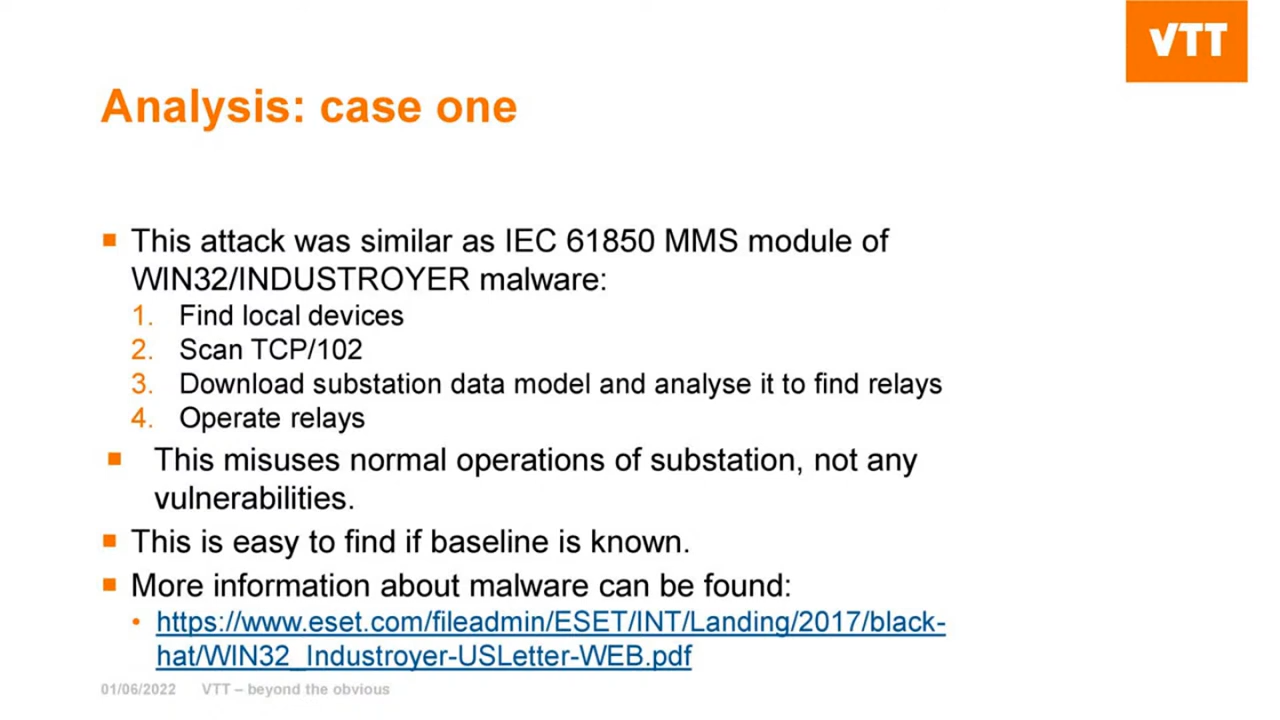 VTT
Analysis: case one
■ This attack was similar as IEC 61850 MMS module of
WIN32/INDUSTROYER malware:
1. Find local devices
2. Scan TCP/102
3. Download substation data model and analyse it to find relays
4. Operate relays
■ This misuses normal operations of substation, not any
vulnerabilities.
■ This is easy to find if baseline is known.
■ More information about malware can be found:
• https://www.eset.com/fileadmin/ESET/INT/Landing/2017/black-
hat/WIN32_Industroyer-USLetter-WEB.pdf
01/06/2022 VTT – beyond the obvious